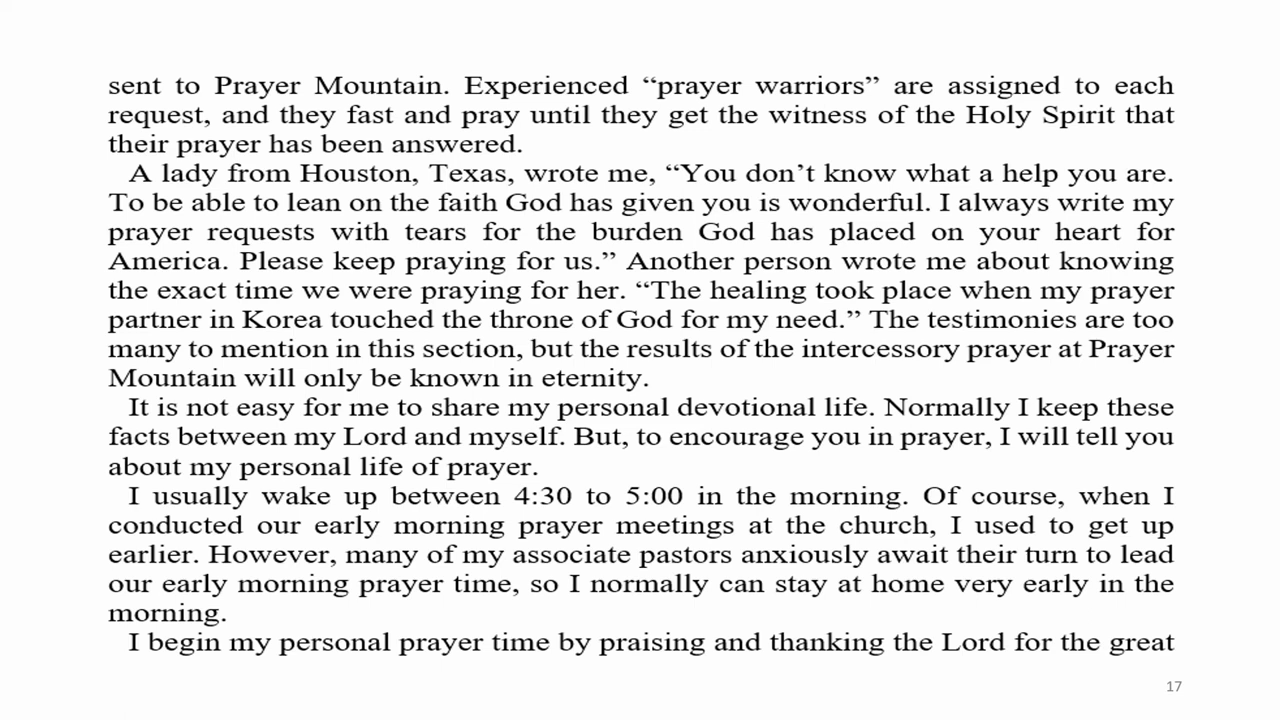 sent to Prayer Mountain. Experienced “prayer warriors” are assigned to each
request, and they fast and pray until they get the witness of the Holy Spirit that
their prayer has been answered.
A lady from Houston, Texas, wrote me, “You don’t know what a help you are.
To be able to lean on the faith God has given you is wonderful. I always write my
prayer requests with tears for the burden God has placed on your heart for
America. Please keep praying for us.” Another person wrote me about knowing
the exact time we were praying for her. “The healing took place when my prayer
partner in Korea touched the throne of God for my need.” The testimonies are too
many to mention in this section, but the results of the intercessory prayer at Prayer
Mountain will only be known in eternity.
It is not easy for me to share my personal devotional life. Normally I keep these
facts between my Lord and myself. But, to encourage you in prayer, I will tell you
about my personal life of prayer.
I usually wake up between 4:30 to 5:00 in the morning. Of course, when I
conducted our early morning prayer meetings at the church, I used to get up
earlier. However, many of my associate pastors anxiously await their turn to lead
our early morning prayer time, so I normally can stay at home very early in the
morning.
I begin my personal prayer time by praising and thanking the Lord for the great
17